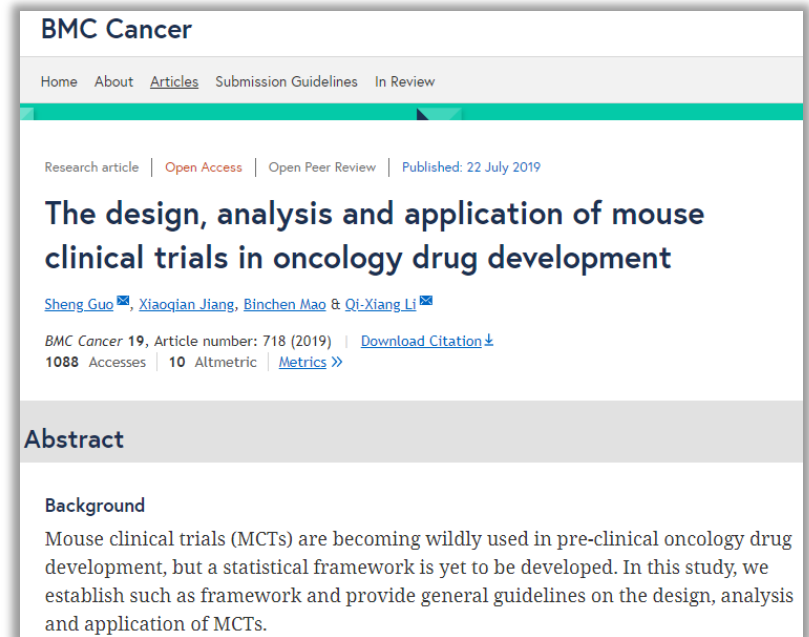 BMC Cancer
Home About Articles Submission Guidelines In Review
Research article | Open Access | Open Peer Review | Published: 22 July 2019
The design, analysis and application of mouse
clinical trials in oncology drug development
Sheng Guo, Xiaoqian Jiang, Binchen Mao & Qi-Xiang Li
BMC Cancer 19, Article number: 718 (2019) | Download Citation
1088 Accesses | 10 Altmetric | Metrics »
Abstract
Background
Mouse clinical trials (MCTs) are becoming wildly used in pre-clinical oncology drug
development, but a statistical framework is yet to be developed. In this study, we
establish such as framework and provide general guidelines on the design, analysis
and application of MCTs.